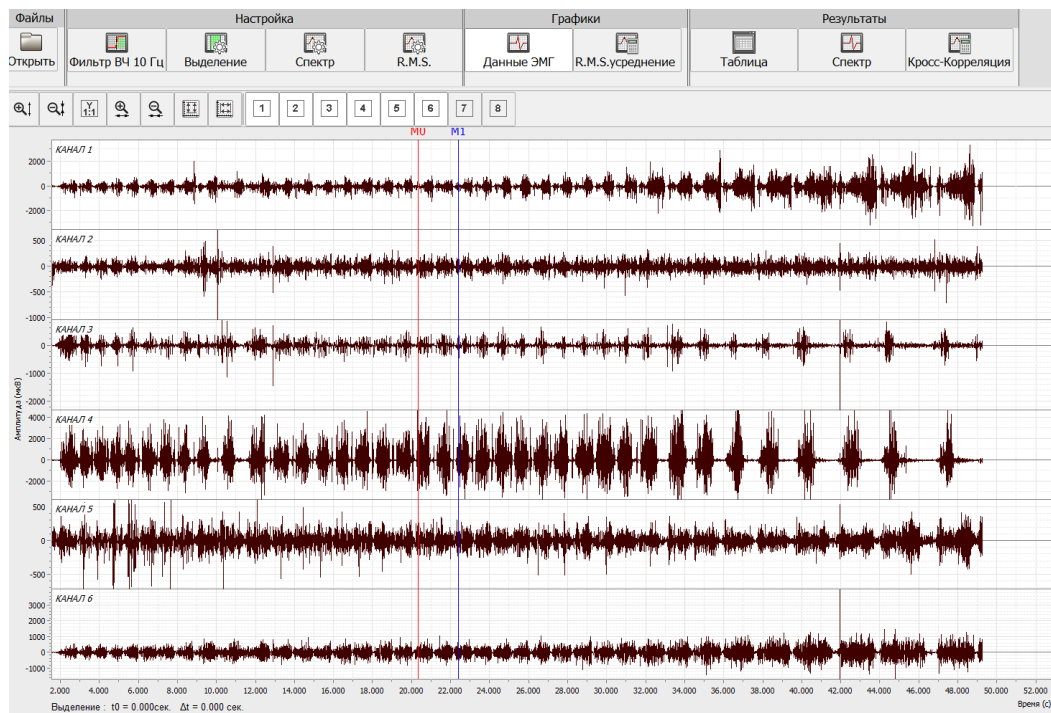 Файлы Настройка Графики Результаты
Открыть Фильтр ВЧ 10 Гц Выделение Спектр R.M.S. Данные ЭМГ R.M.S.усреднение Таблица Спектр Кросс-Корреляция
Y 1:1 1 2 3 4 5 6 7 8
M0 M1
КАНАЛ 1
2000
0
-2000
КАНАЛ 2
500
0
-500
-1000
КАНАЛ 3
0
-1000
-2000
Амплитуда (мкВ)
КАНАЛ 4
4000
2000
0
-2000
КАНАЛ 5
500
0
-500
КАНАЛ 6
3000
2000
1000
0
-1000
2.000 4.000 6.000 8.000 10.000 12.000 14.000 16.000 18.000 20.000 22.000 24.000 26.000 28.000 30.000 32.000 34.000 36.000 38.000 40.000 42.000 44.000 46.000 48.000 50.000 52.000
Выделение : t0 = 0.000сек. Δt = 0.000 сек.
Время (с)